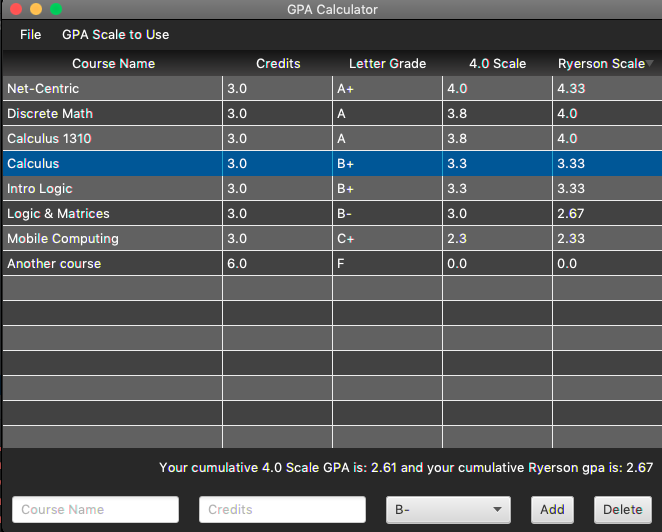 GPA Calculator
File GPA Scale to Use
Course Name Credits Letter Grade 4.0 Scale Ryerson Scale
Net-Centric 3.0 A+ 4.0 4.33
Discrete Math 3.0 A 3.8 4.0
Calculus 1310 3.0 A 3.8 4.0
Calculus 3.0 B+ 3.3 3.33
Intro Logic 3.0 B+ 3.3 3.33
Logic & Matrices 3.0 B- 3.0 2.67
Mobile Computing 3.0 C+ 2.3 2.33
Another course 6.0 F 0.0 0.0
Your cumulative 4.0 Scale GPA is: 2.61 and your cumulative Ryerson gpa is: 2.67
Course Name Credits B- Add Delete